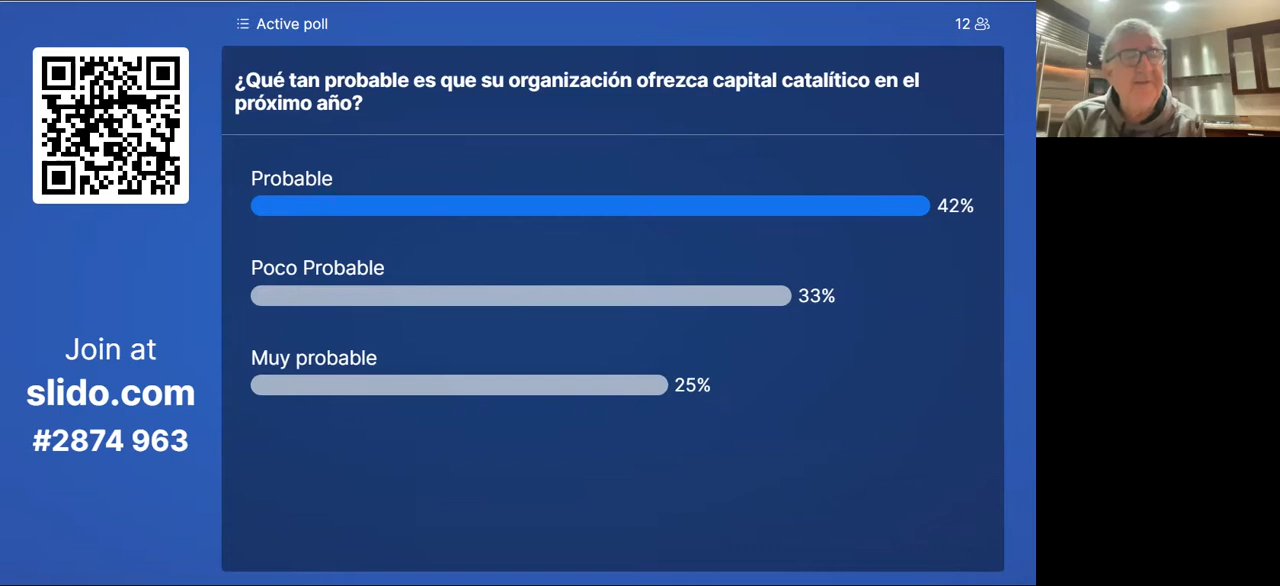 Active poll
12
¿Qué tan probable es que su organización ofrezca capital catalítico en el
próximo año?
Probable
42%
Poco Probable
33%
Muy probable
25%
Join at
slido.com
#2874 963